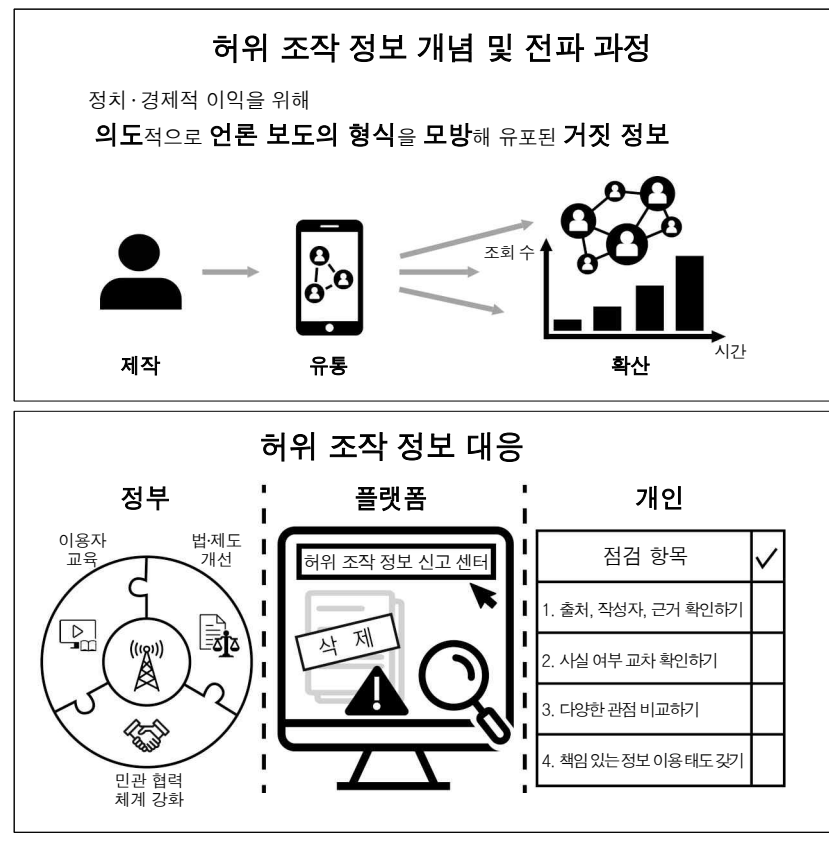 허위 조작 정보 개념 및 전파 과정
정치·경제적 이익을 위해
의도적으로 언론 보도의 형식을 모방해 유포된 거짓 정보
조회 수
시간
제작
유통
확산
허위 조작 정보 대응
정부
이용자
교육
법·제도
개선
민관 협력
체계 강화
플랫폼
허위 조작 정보 신고 센터
삭 제
개인
점검 항목
1. 출처, 작성자, 근거 확인하기
2. 사실 여부 교차 확인하기
3. 다양한 관점 비교하기
4. 책임 있는 정보 이용 태도 갖기